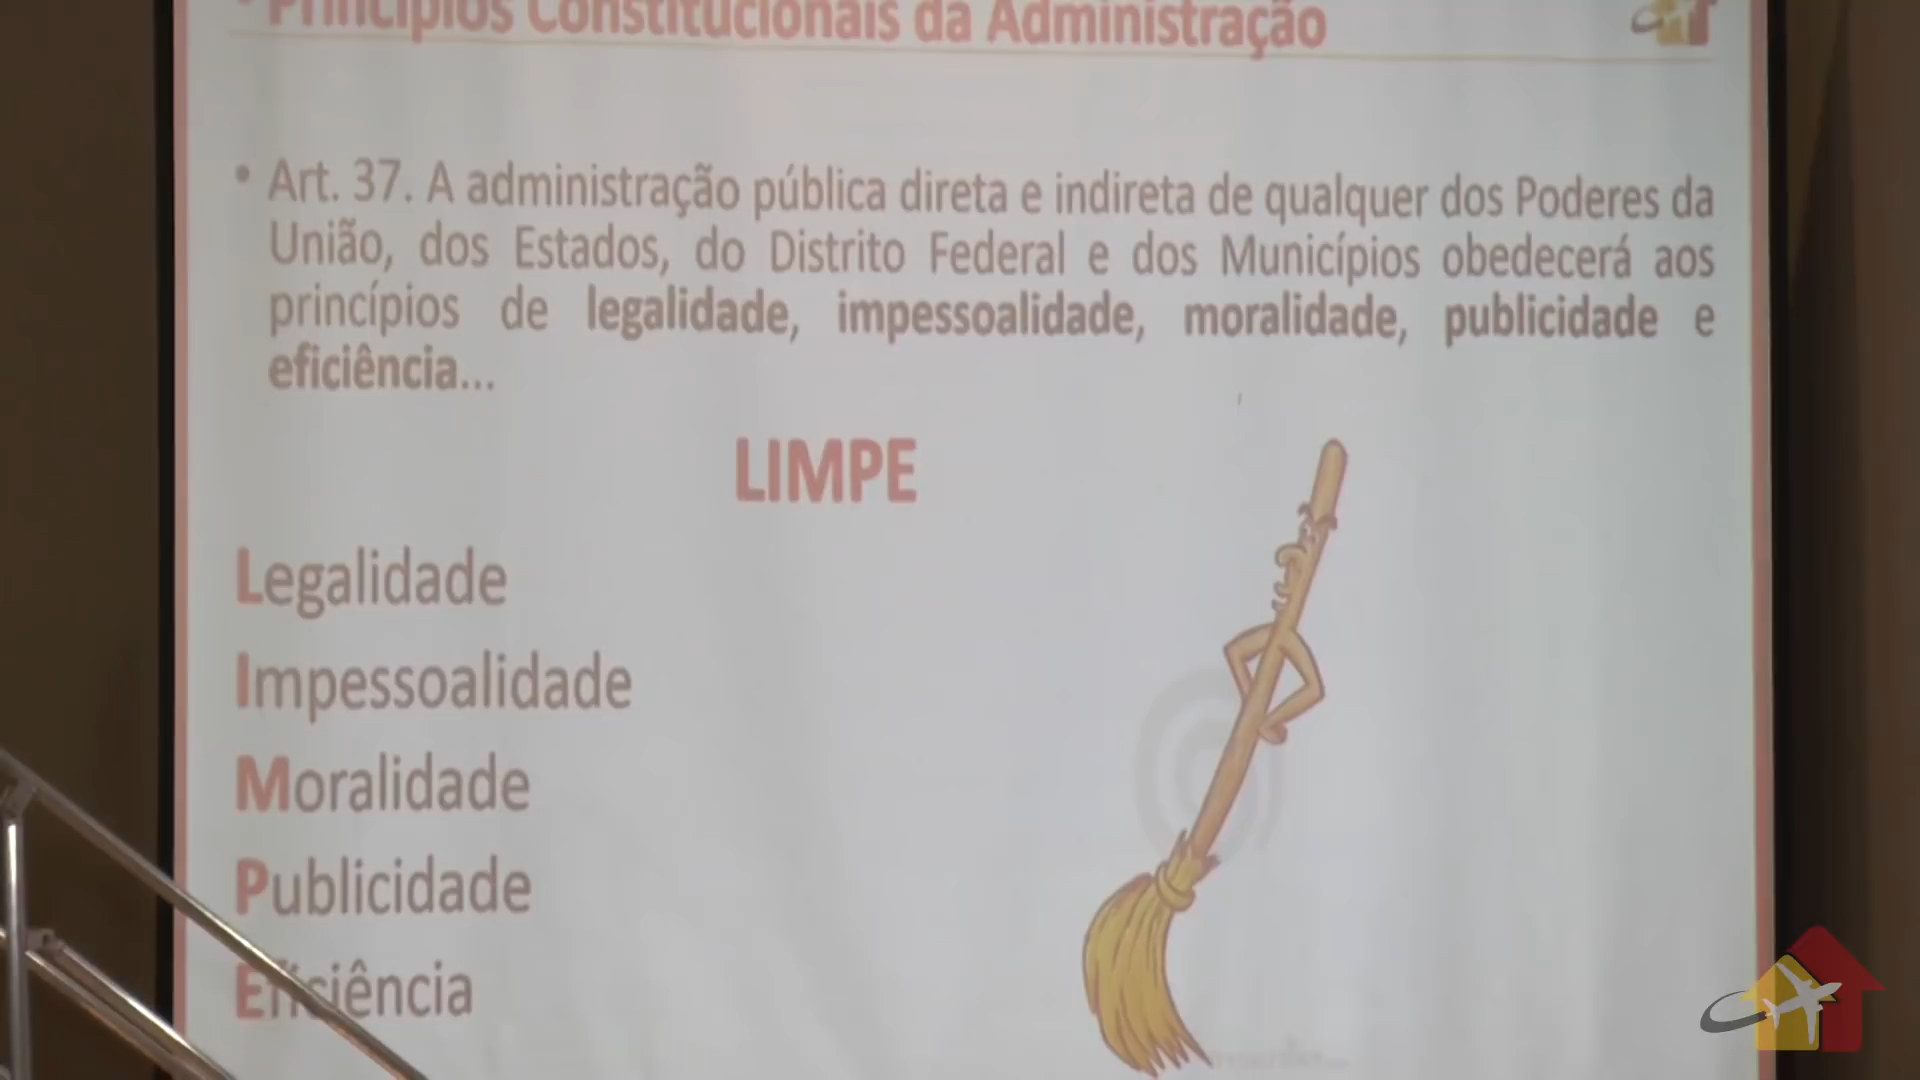 • Princípios Constitucionais da Administração
• Art. 37. A administração pública direta e indireta de qualquer dos Poderes da
União, dos Estados, do Distrito Federal e dos Municípios obedecerá aos
princípios de legalidade, impessoalidade, moralidade, publicidade e
eficiência...
LIMPE
Legalidade
Impessoalidade
Moralidade
Publicidade
Eficiência